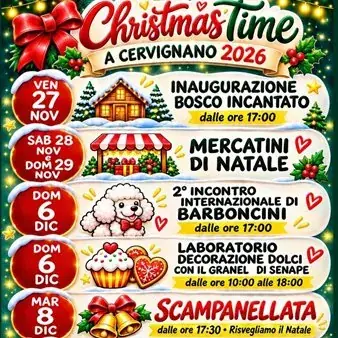 Christmas Time
A CERVIGNANO 2026
VEN
27
NOV
INAUGURAZIONE
BOSCO INCANTATO
dalle ore 17:00
SAB 28
NOV
e
DOM 29
NOV
MERCATINI
DI NATALE
DOM
6
DIC
2° INCONTRO
INTERNAZIONALE DI
BARBONCINI
dalle ore 17:00
DOM
6
DIC
LABORATORIO
DECORAZIONE DOLCI
CON IL GRANEL DI SENAPE
dalle ore 10:00 alle 18:00
MAR
8
DIC
SCAMPANELLATA
dalle ore 17:30 • Risvegliamo il Natale